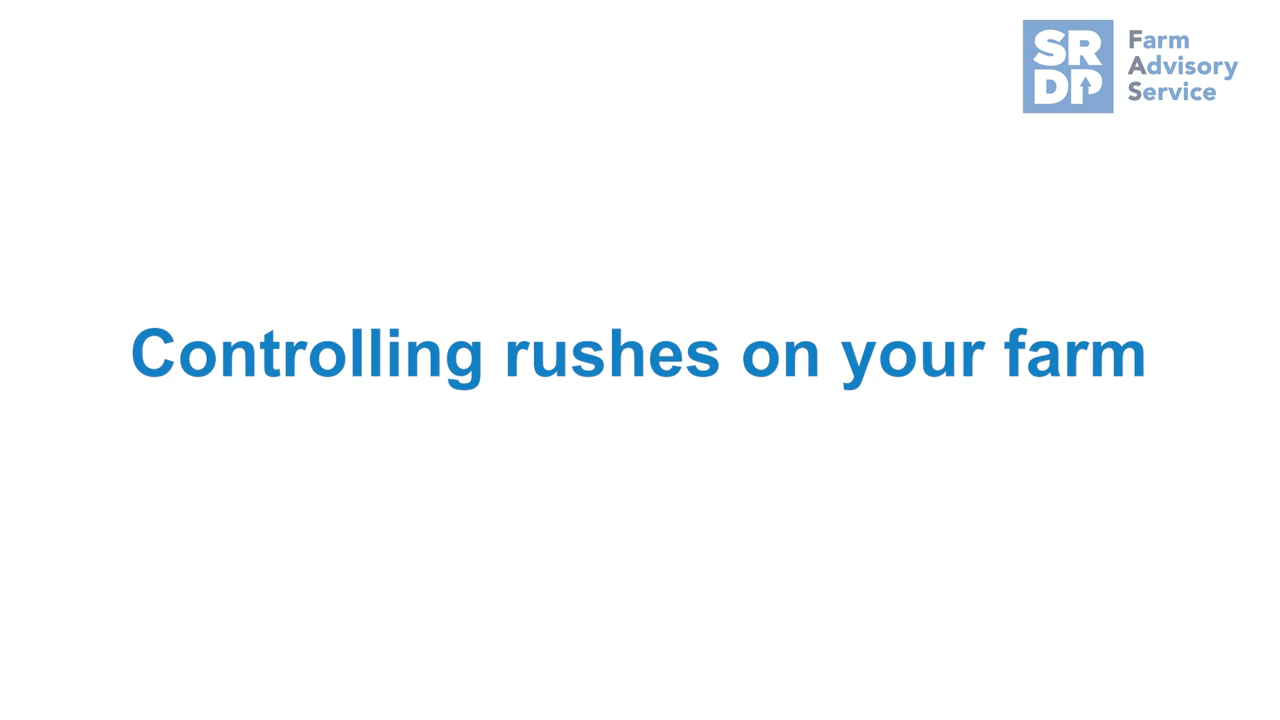 SR
DP
Farm
Advisory
Service
Controlling rushes on your farm